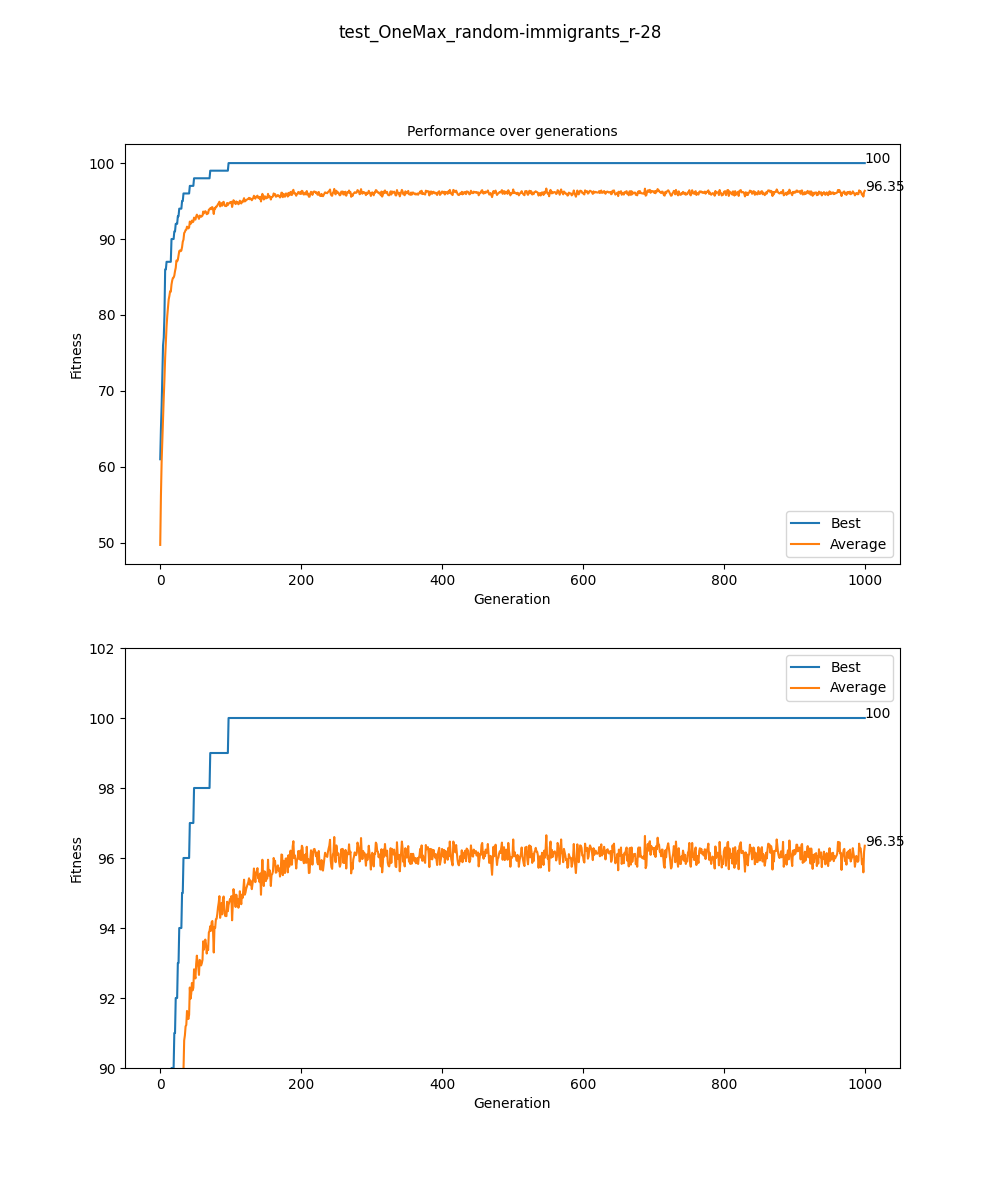 test_OneMax_random-immigrants_r-28
Performance over generations
100
90
80
70
60
50
Fitness
100
96.35
Best
Average
0 200 400 600 800 1000
Generation
102
100
98
96
94
92
90
Fitness
Best
Average
100
96.35
0 200 400 600 800 1000
Generation